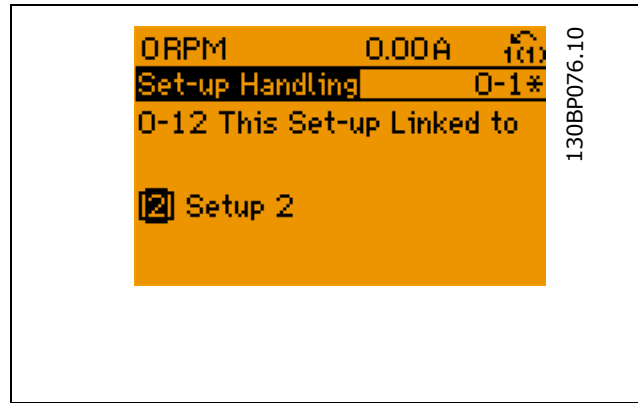 0RPM 0.00A 1(1)
Set-up Handling 0-1*
0-12 This Set-up Linked to
[2] Setup 2
130BP076.10